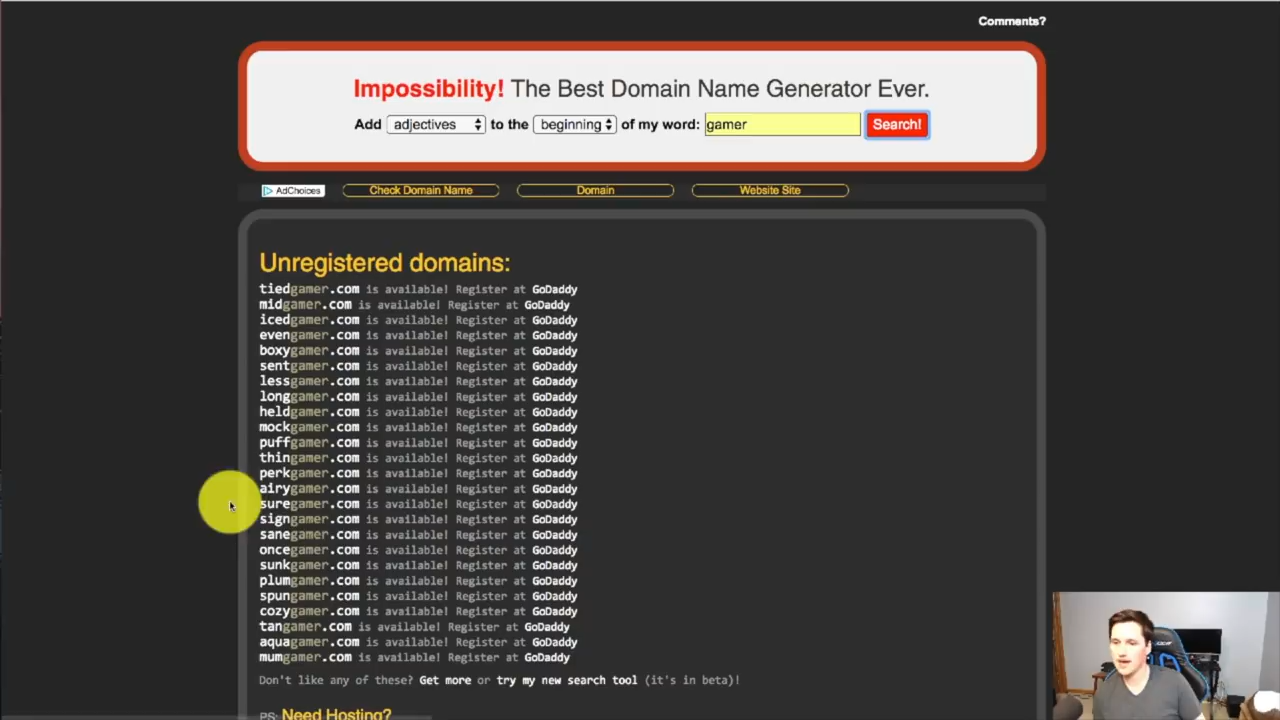 Comments?
Impossibility! The Best Domain Name Generator Ever.
Add adjectives to the beginning of my word: gamer Search!
AdChoices Check Domain Name Domain Website Site
Unregistered domains:
tiedgamer.com is available! Register at GoDaddy
midgamer.com is available! Register at GoDaddy
icedgamer.com is available! Register at GoDaddy
evengamer.com is available! Register at GoDaddy
boxygamer.com is available! Register at GoDaddy
sentgamer.com is available! Register at GoDaddy
lessgamer.com is available! Register at GoDaddy
longgamer.com is available! Register at GoDaddy
heldgamer.com is available! Register at GoDaddy
mockgamer.com is available! Register at GoDaddy
puffgamer.com is available! Register at GoDaddy
thingamer.com is available! Register at GoDaddy
perkgamer.com is available! Register at GoDaddy
airygamer.com is available! Register at GoDaddy
suregamer.com is available! Register at GoDaddy
signgamer.com is available! Register at GoDaddy
sanegamer.com is available! Register at GoDaddy
oncegamer.com is available! Register at GoDaddy
sunkgamer.com is available! Register at GoDaddy
plumgamer.com is available! Register at GoDaddy
spungamer.com is available! Register at GoDaddy
cozygamer.com is available! Register at GoDaddy
tangamer.com is available! Register at GoDaddy
aquagamer.com is available! Register at GoDaddy
mumgamer.com is available! Register at GoDaddy
Don't like any of these? Get more or try my new search tool (it's in beta)!
PS: Need Hosting?